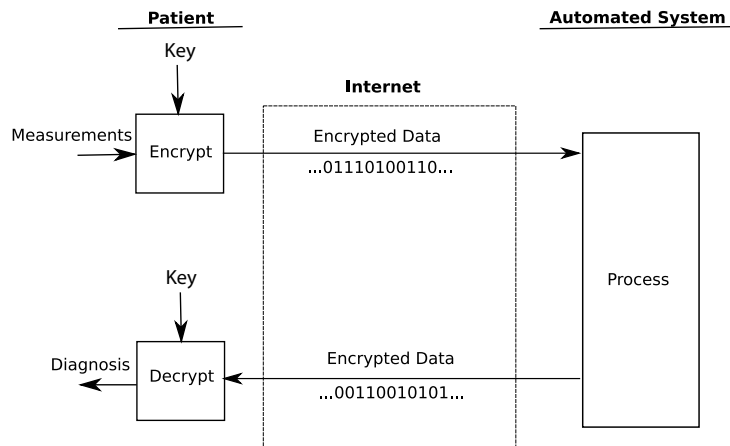 Patient
Automated System
Key
Internet
Measurements
Encrypt
Encrypted Data
...01110100110...
Process
Key
Diagnosis
Decrypt
Encrypted Data
...00110010101...